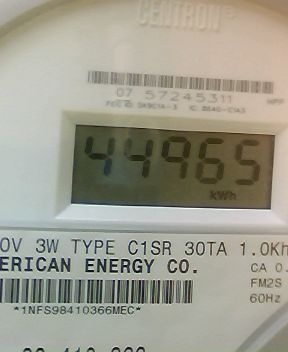 CENTRON®
07 57245311
44965
kWh
0V 3W TYPE C1SR 30TA 1.0Kh
ERICAN ENERGY CO.
CA 0.
FM2S
60Hz
*1NFS98410366MEC*